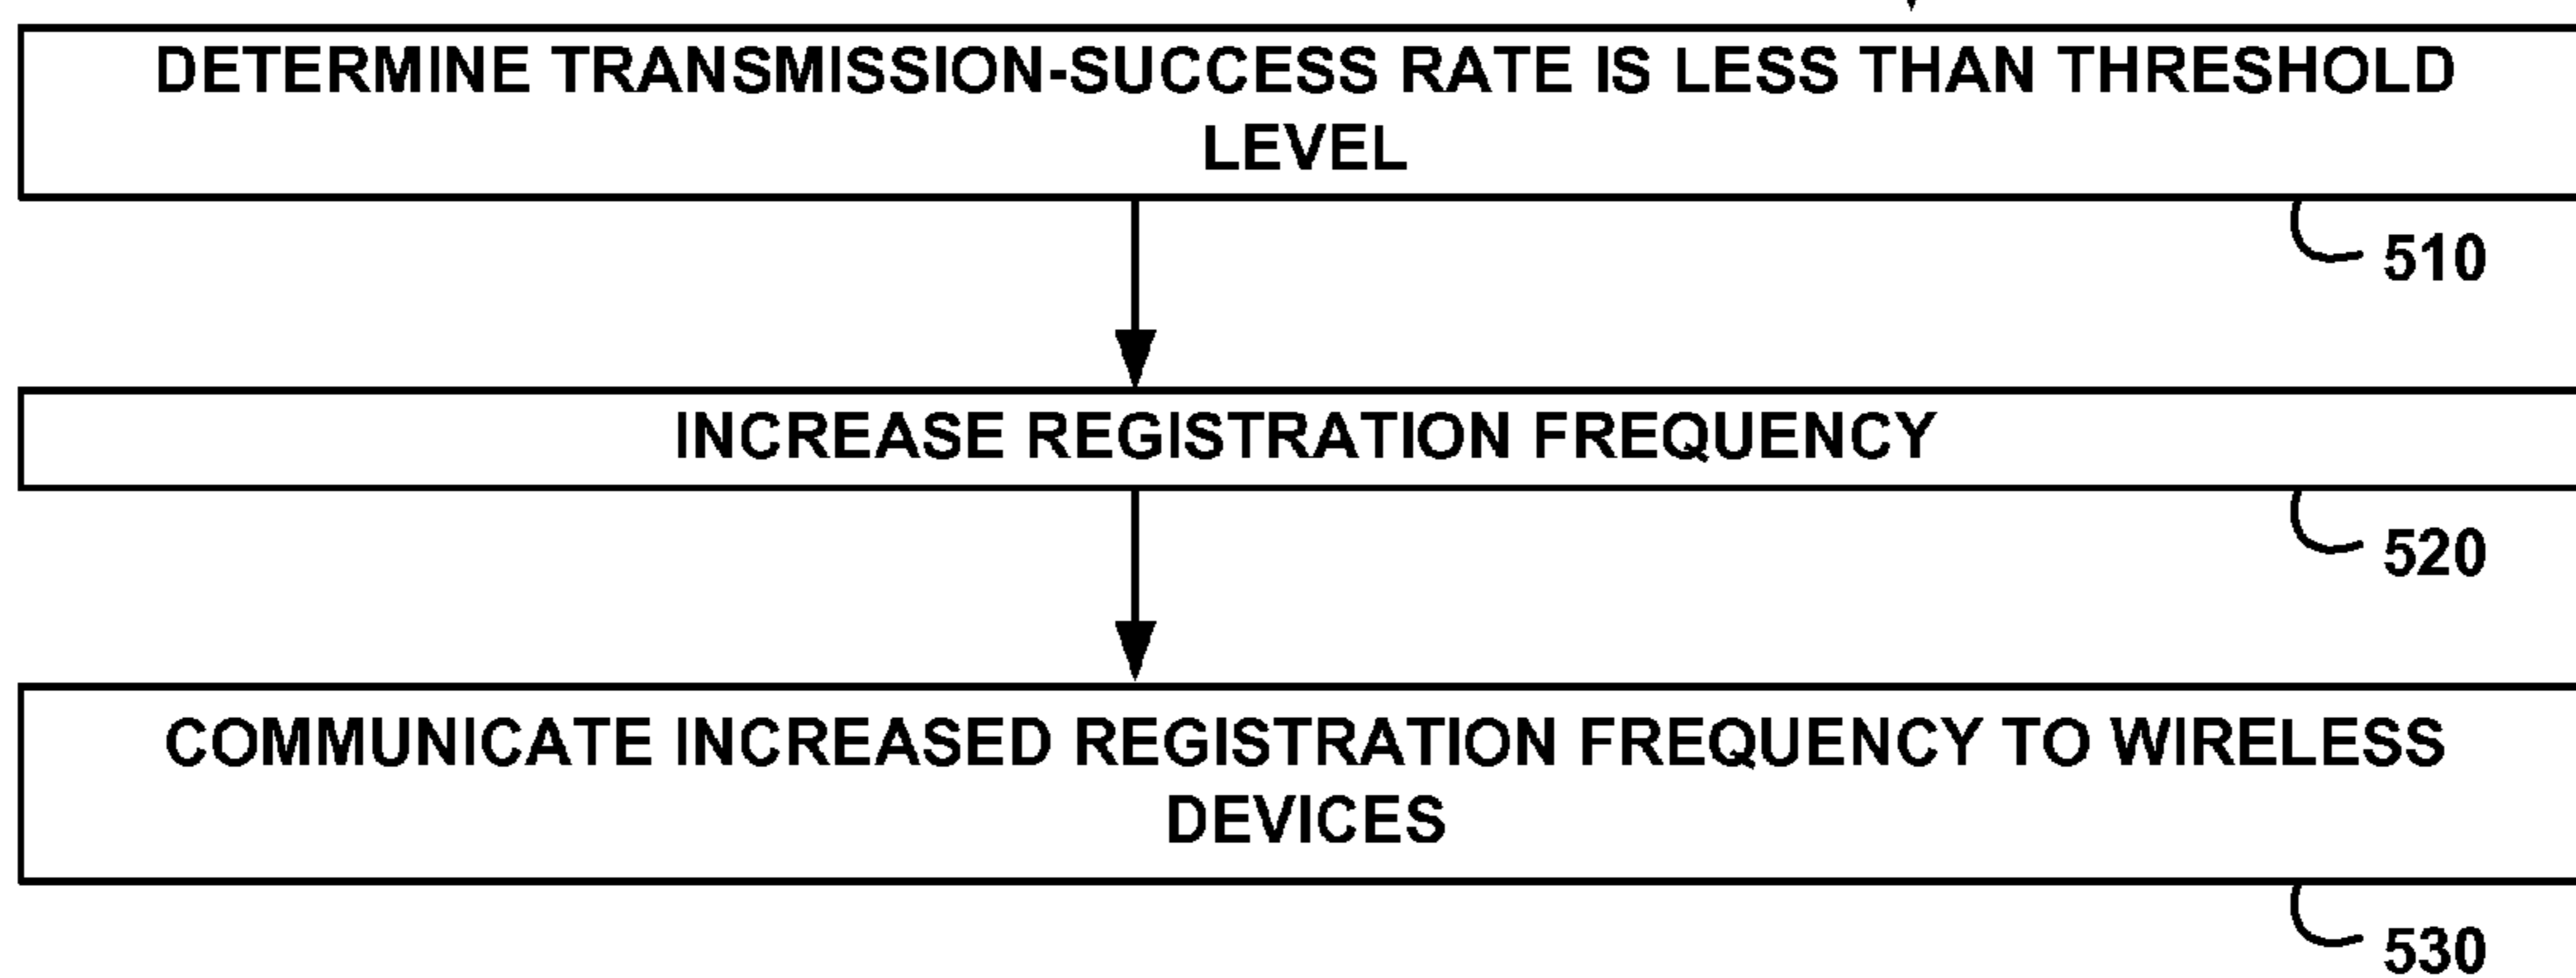 DETERMINE TRANSMISSION-SUCCESS RATE IS LESS THAN THRESHOLD
LEVEL
510
INCREASE REGISTRATION FREQUENCY
520
COMMUNICATE INCREASED REGISTRATION FREQUENCY TO WIRELESS
DEVICES
530